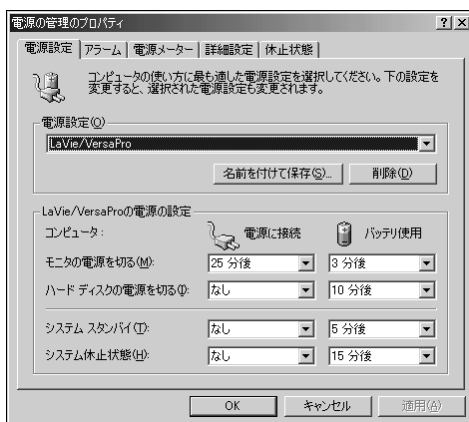 電源の管理のプロパティ
電源設定 アラーム 電源メーター 詳細設定 休止状態
コンピュータの使い方に最も適した電源設定を選択してください。下の設定を
変更すると、選択された電源設定も変更されます。
電源設定(O)
LaVie/VersaPro
名前を付けて保存(S)... 削除(D)
LaVie/VersaProの電源の設定
コンピュータ: 電源に接続 バッテリ使用
モニタの電源を切る(M): 25 分後 3 分後
ハード ディスクの電源を切る(I): なし 10 分後
システム スタンバイ(T): なし 5 分後
システム休止状態(H): なし 15 分後
OK キャンセル 適用(A)